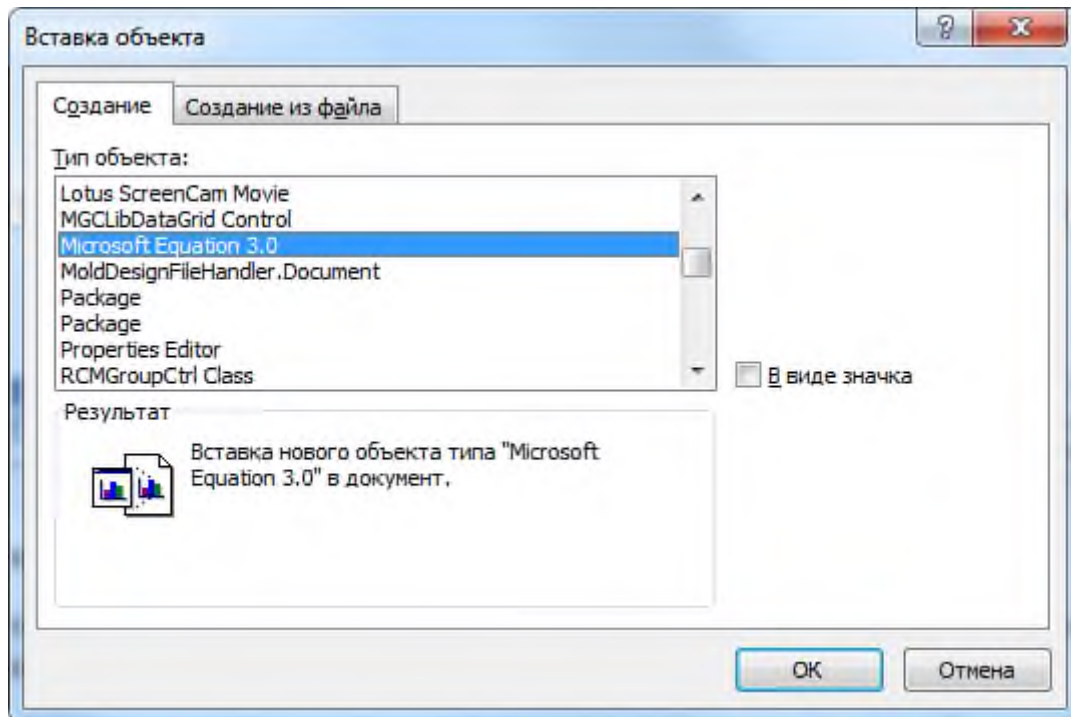 Вставка объекта
Создание
Создание из файла
Тип объекта:
Lotus ScreenCam Movie
MGCLibDataGrid Control
Microsoft Equation 3.0
MoldDesignFileHandler.Document
Package
Package
Properties Editor
RCMGroupCtrl Class
В виде значка
Результат
Вставка нового объекта типа "Microsoft
Equation 3.0" в документ.
ОК
Отмена